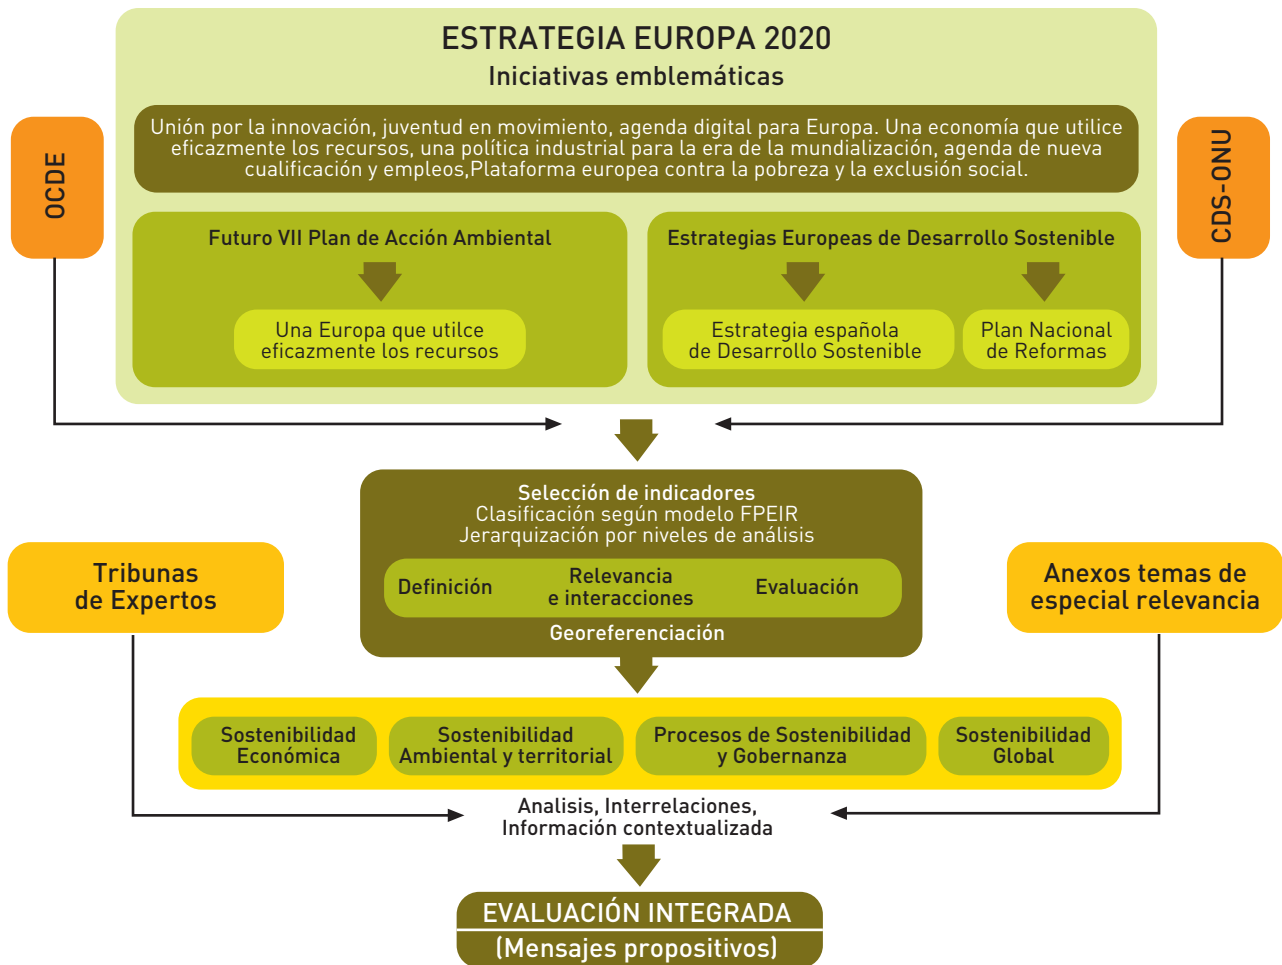 ESTRATEGIA EUROPA 2020
Iniciativas emblemáticas
Unión por la innovación, juventud en movimiento, agenda digital para Europa. Una economía que utilice
eficazmente los recursos, una política industrial para la era de la mundialización, agenda de nueva
cualificación y empleos,Plataforma europea contra la pobreza y la exclusión social.
OCDE
CDS-ONU
Futuro VII Plan de Acción Ambiental
Una Europa que utilce
eficazmente los recursos
Estrategias Europeas de Desarrollo Sostenible
Estrategia española
de Desarrollo Sostenible
Plan Nacional
de Reformas
Selección de indicadores
Clasificación según modelo FPEIR
Jerarquización por niveles de análisis
Definición
Relevancia
e interacciones
Evaluación
Georeferenciación
Tribunas
de Expertos
Anexos temas de
especial relevancia
Sostenibilidad
Económica
Sostenibilidad
Ambiental y territorial
Procesos de Sostenibilidad
y Gobernanza
Sostenibilidad
Global
Analisis, Interrelaciones,
Información contextualizada
EVALUACIÓN INTEGRADA
(Mensajes propositivos)